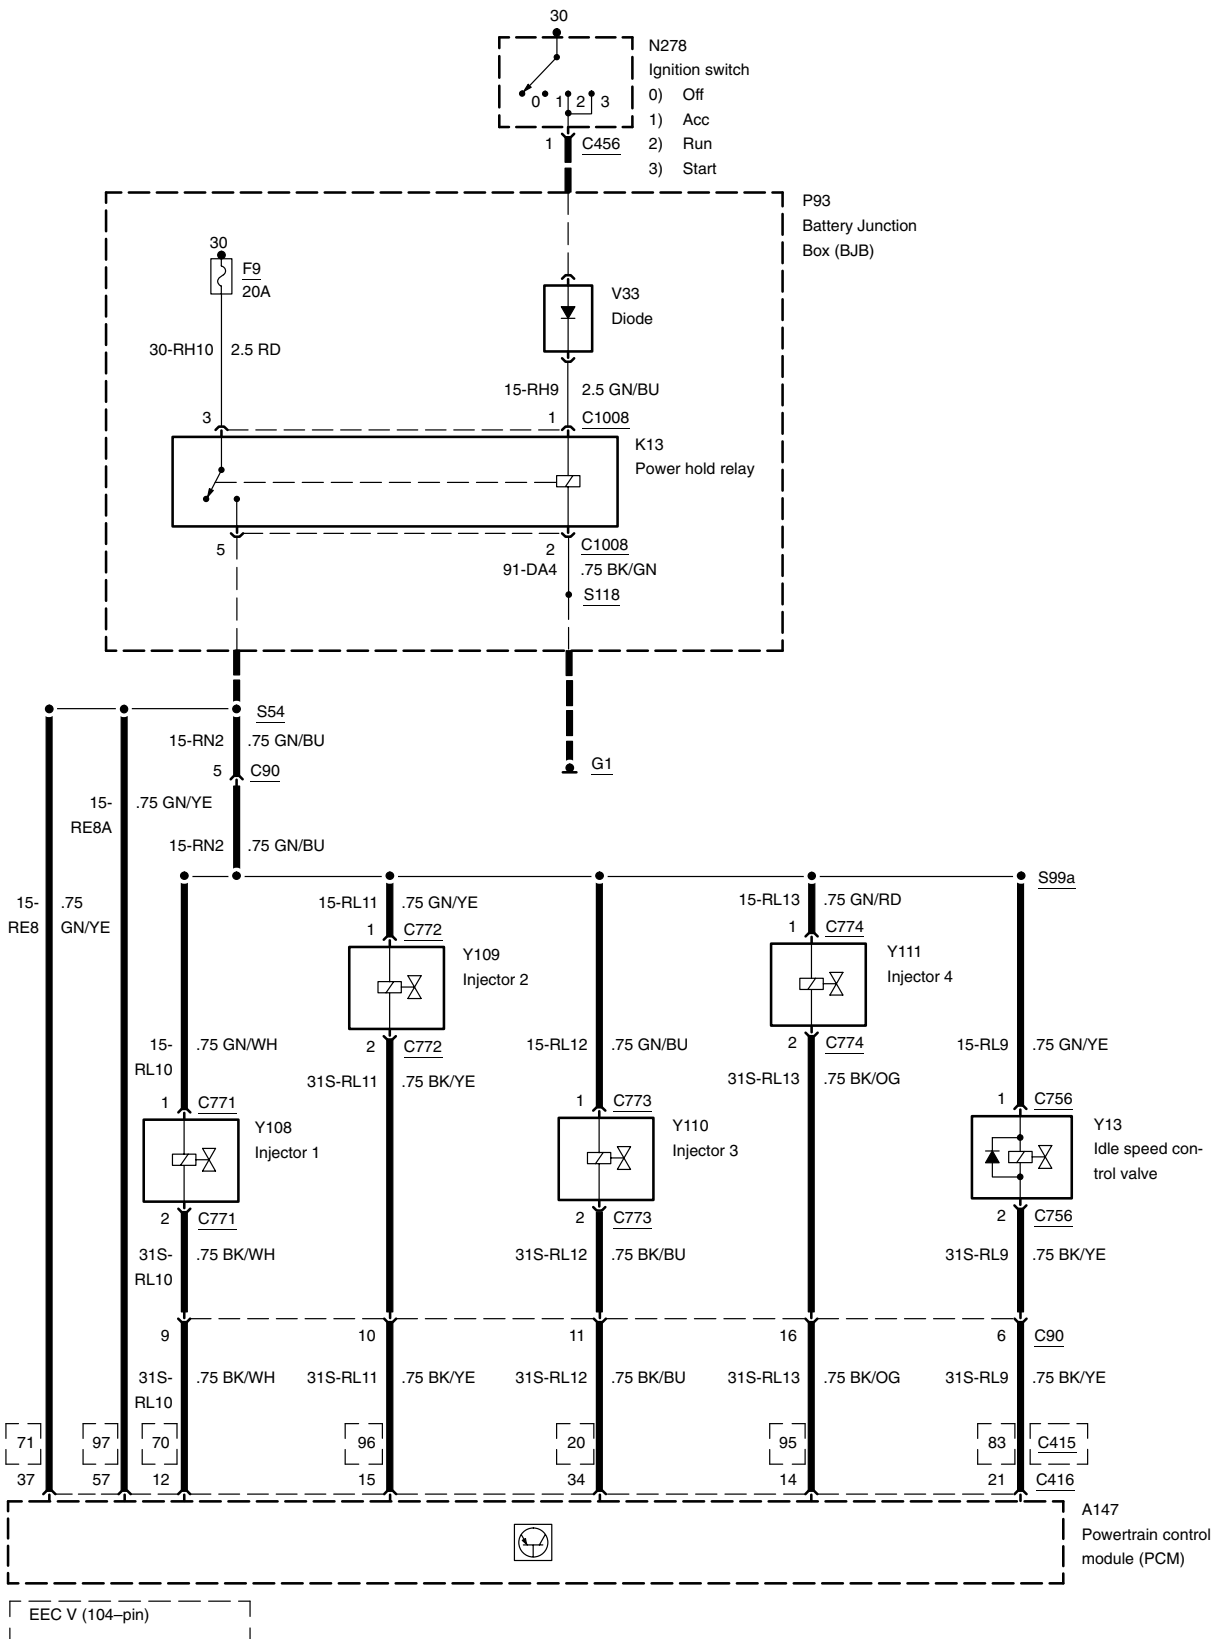 30
N278
Ignition switch
0) Off
0 1 2 3
1) Acc
1 C456
2) Run
3) Start
P93
Battery Junction
Box (BJB)
30
F9
20A
V33
Diode
30-RH10 2.5 RD
15-RH9 2.5 GN/BU
3 1 C1008
K13
Power hold relay
5 2 C1008
91-DA4 .75 BK/GN
S118
S54
15-RN2 .75 GN/BU
G1
5 C90
15- .75 GN/YE
RE8A
15-RN2 .75 GN/BU
S99a
15- .75
RE8 GN/YE
15-RL11 .75 GN/YE
15-RL13 .75 GN/RD
1 C772
1 C774
Y109
Injector 2
Y111
Injector 4
15- .75 GN/WH
RL10
2 C772
15-RL12 .75 GN/BU
2 C774
15-RL9 .75 GN/YE
31S-RL11 .75 BK/YE
31S-RL13 .75 BK/OG
1 C771
1 C773
1 C756
Y108
Injector 1
Y110
Injector 3
Y13
Idle speed con-
trol valve
2 C771
2 C773
2 C756
31S- .75 BK/WH
RL10
31S-RL12 .75 BK/BU
31S-RL9 .75 BK/YE
9 10 11 16 6 C90
31S- .75 BK/WH
RL10
31S-RL11 .75 BK/YE
31S-RL12 .75 BK/BU
31S-RL13 .75 BK/OG
31S-RL9 .75 BK/YE
71 97 70 96 20 95 83 C415
37 57 12 15 34 14 21 C416
A147
Powertrain control
module (PCM)
EEC V (104–pin)